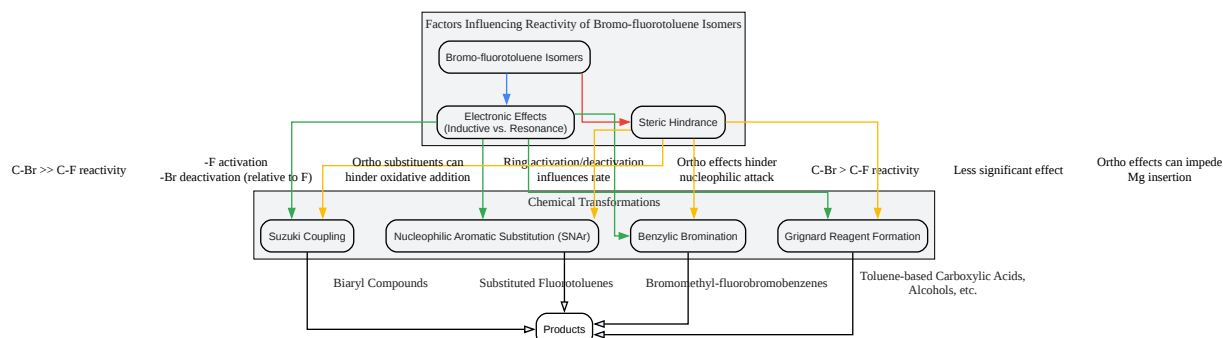 Factors Influencing Reactivity of Bromo-fluorotoluene Isomers
Bromo-fluorotoluene Isomers
Electronic Effects
(Inductive vs. Resonance)
Steric Hindrance
C-Br >> C-F reactivity
-F activation
-Br deactivation (relative to F)
Ortho substituents can
hinder oxidative addition
Ring activation/deactivation
influences rate
Ortho effects hinder
nucleophilic attack
C-Br > C-F reactivity
Less significant effect
Ortho effects can impede
Mg insertion
Chemical Transformations
Suzuki Coupling
Nucleophilic Aromatic Substitution (SNAr)
Benzylic Bromination
Grignard Reagent Formation
Biaryl Compounds
Substituted Fluorotoluenes
Bromomethyl-fluorobromobenzenes
Toluene-based Carboxylic Acids,
Alcohols, etc.
Products